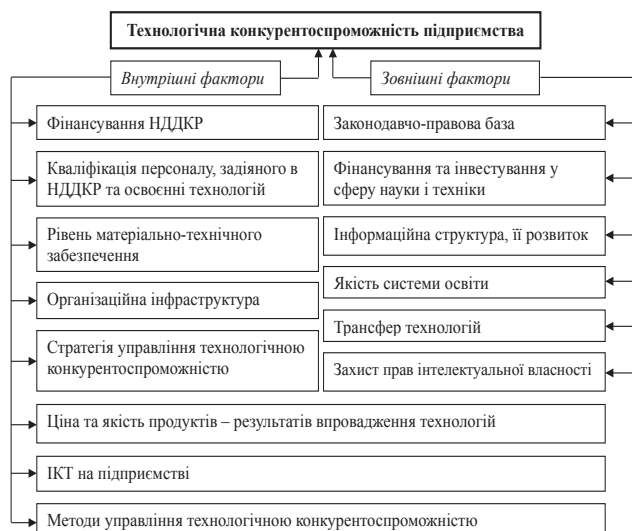 Технологічна конкурентоспроможність підприємства
Внутрішні фактори
Зовнішні фактори
Фінансування НДДКР
Кваліфікація персоналу, задіяного в
НДДКР та освоєнні технологій
Рівень матеріально-технічного
забезпечення
Організаційна інфраструктура
Стратегія управління технологічною
конкурентоспроможністю
Законодавчо-правова база
Фінансування та інвестування у
сферу науки і техніки
Інформаційна структура, її розвиток
Якість системи освіти
Трансфер технологій
Захист прав інтелектуальної власності
Ціна та якість продуктів – результатів впровадження технологій
ІКТ на підприємстві
Методи управління технологічною конкурентоспроможністю